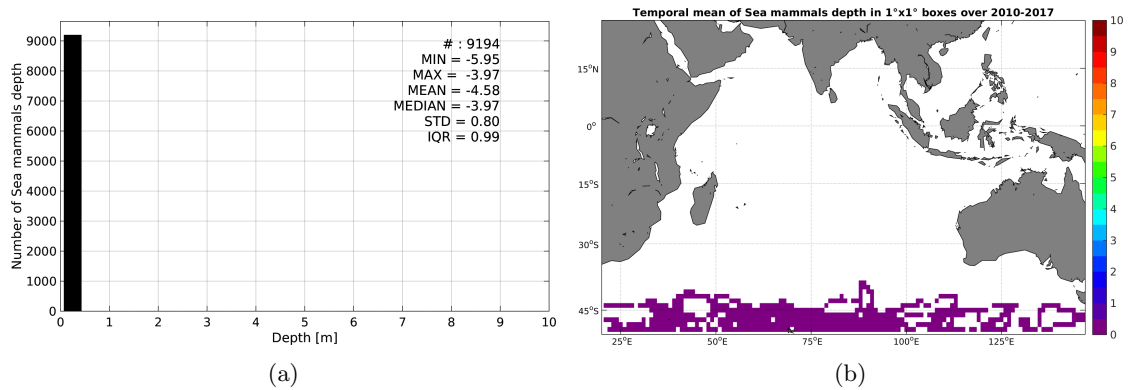 # : 9194
MIN = -5.95
MAX = -3.97
MEAN = -4.58
MEDIAN = -3.97
STD = 0.80
IQR = 0.99
Number of Sea mammals depth
9000
8000
7000
6000
5000
4000
3000
2000
1000
0
0 1 2 3 4 5 6 7 8 9 10
Depth [m]
(a)
Temporal mean of Sea mammals depth in 1°x1° boxes over 2010-2017
15°N
0°
15°S
30°S
45°S
25°E 50°E 75°E 100°E 125°E
10
9
8
7
6
5
4
3
2
1
0
(b)